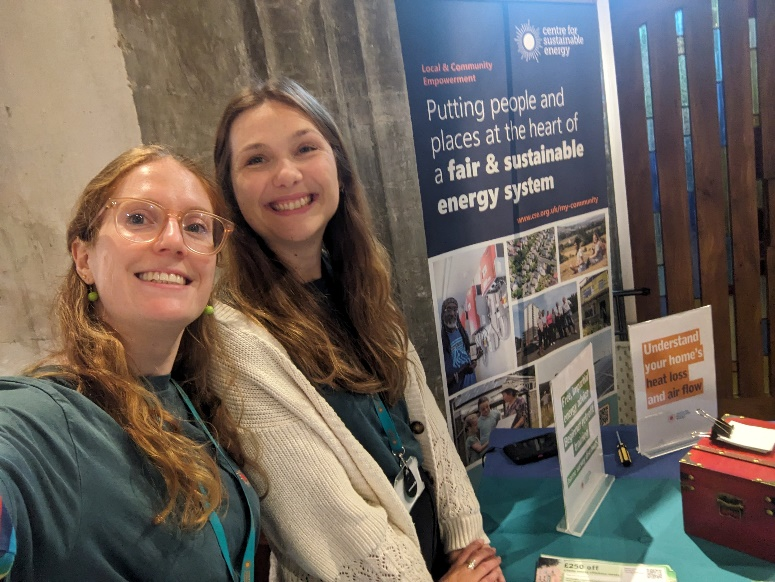 centre for
sustainable
energy
Local & Community
Empowerment
Putting people and
places at the heart of
a fair & sustainable
energy system
www.cse.org.uk/my-community
Understand
your home's
heat loss
and air flow
£250 off